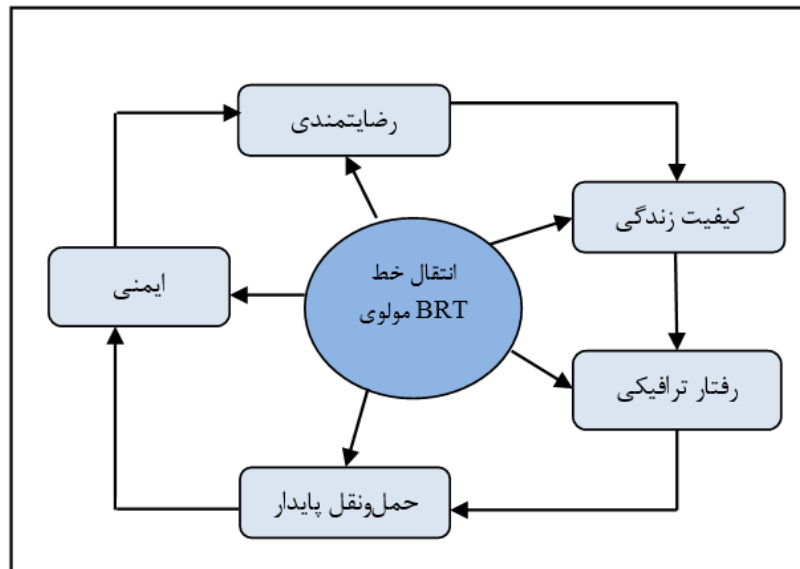 رضایتمندی
کیفیت زندگی
انتقال خط
BRT مولوی
ایمنی
رفتار ترافیکی
حمل‌ونقل پایدار